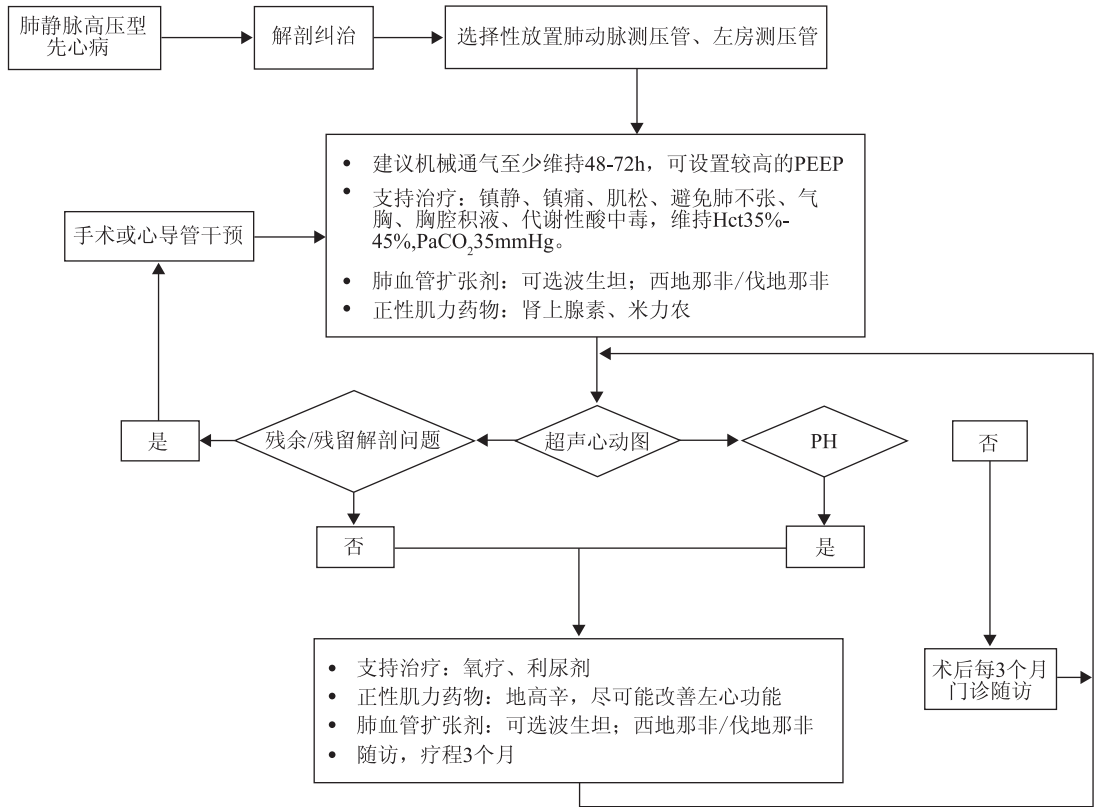 肺静脉高压型
先心病
解剖纠治
选择性放置肺动脉测压管、左房测压管
• 建议机械通气至少维持48-72h，可设置较高的PEEP
• 支持治疗：镇静、镇痛、肌松、避免肺不张、气
胸、胸腔积液、代谢性酸中毒，维持Hct35%-
45%,PaCO₂35mmHg。
• 肺血管扩张剂：可选波生坦；西地那非/伐地那非
• 正性肌力药物：肾上腺素、米力农
手术或心导管干预
是
残余/残留解剖问题
超声心动图
PH
否
否
是
• 支持治疗：氧疗、利尿剂
• 正性肌力药物：地高辛，尽可能改善左心功能
• 肺血管扩张剂：可选波生坦；西地那非/伐地那非
• 随访，疗程3个月
术后每3个月
门诊随访